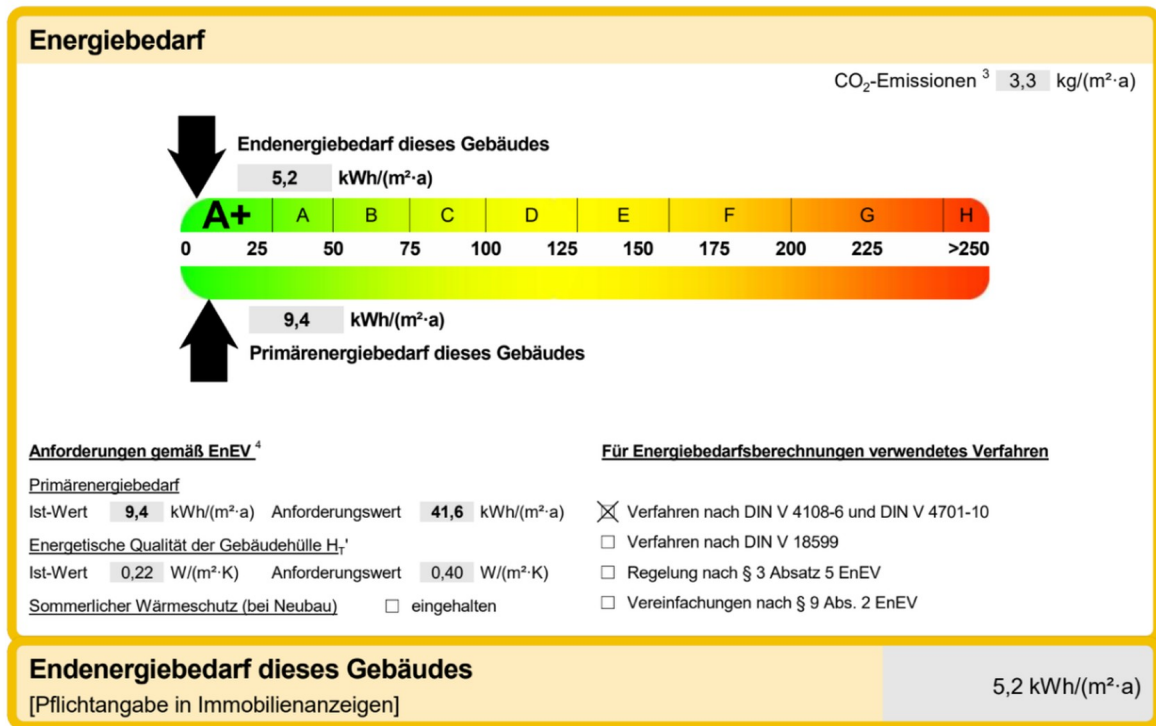 Energiebedarf
CO₂-Emissionen ³ 3,3 kg/(m²·a)
Endenergiebedarf dieses Gebäudes
5,2 kWh/(m²·a)
A+ A B C D E F G H
0 25 50 75 100 125 150 175 200 225 >250
9,4 kWh/(m²·a)
Primärenergiebedarf dieses Gebäudes
Anforderungen gemäß EnEV ⁴
Primärenergiebedarf
Ist-Wert 9,4 kWh/(m²·a) Anforderungswert 41,6 kWh/(m²·a)
Energetische Qualität der Gebäudehülle H_T'
Ist-Wert 0,22 W/(m²·K) Anforderungswert 0,40 W/(m²·K)
Sommerlicher Wärmeschutz (bei Neubau) ☐ eingehalten
Für Energiebedarfsberechnungen verwendetes Verfahren
☒ Verfahren nach DIN V 4108-6 und DIN V 4701-10
☐ Verfahren nach DIN V 18599
☐ Regelung nach § 3 Absatz 5 EnEV
☐ Vereinfachungen nach § 9 Abs. 2 EnEV
Endenergiebedarf dieses Gebäudes
[Pflichtangabe in Immobilienanzeigen]
5,2 kWh/(m²·a)